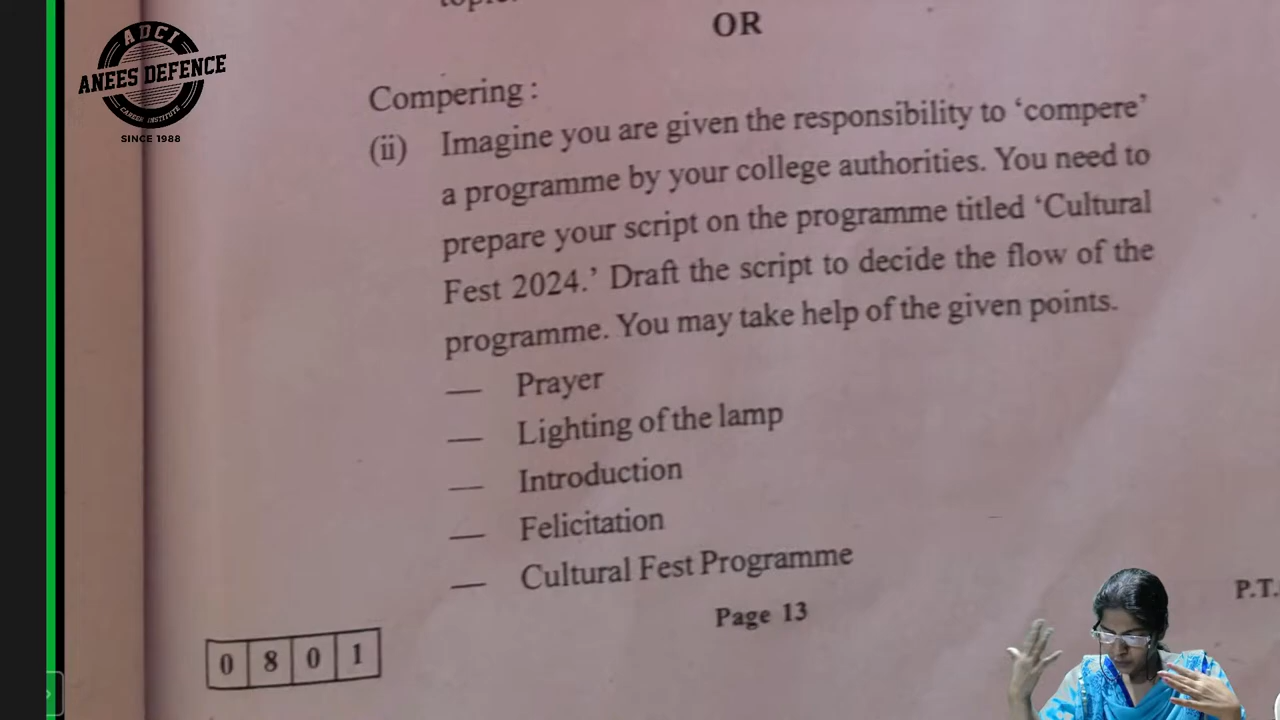 OR
ADCI
ANEES DEFENCE
CAREER INSTITUTE
SINCE 1988
Compering :
(ii) Imagine you are given the responsibility to ‘compere’
a programme by your college authorities. You need to
prepare your script on the programme titled ‘Cultural
Fest 2024.’ Draft the script to decide the flow of the
programme. You may take help of the given points.
— Prayer
— Lighting of the lamp
— Introduction
— Felicitation
— Cultural Fest Programme
Page 13
P.T.
0 8 0 1